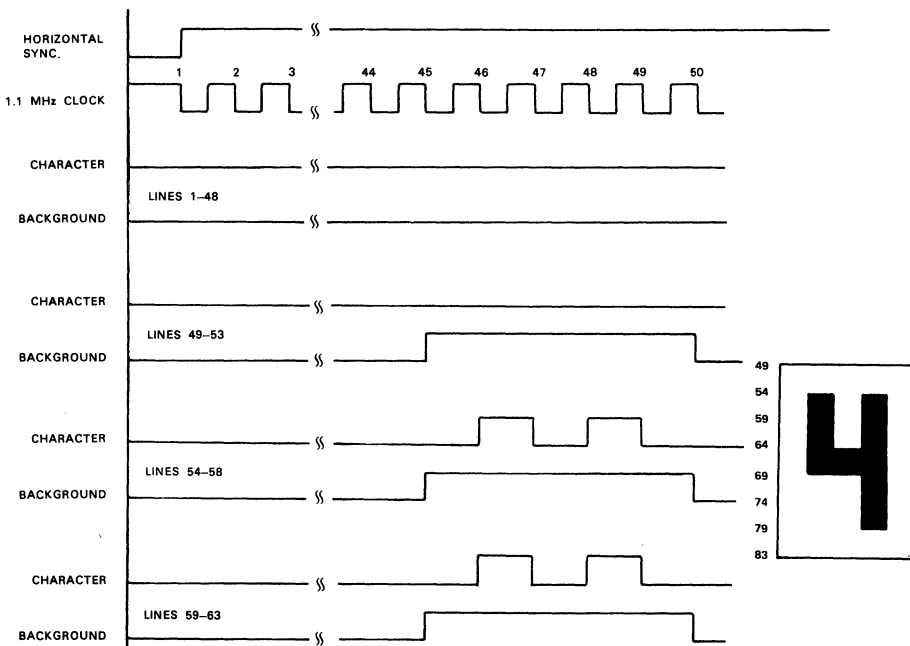 HORIZONTAL
SYNC.
1 2 3 44 45 46 47 48 49 50
1.1 MHz CLOCK
CHARACTER
LINES 1–48
BACKGROUND
CHARACTER
LINES 49–53
BACKGROUND
49
54
59
CHARACTER
64
LINES 54–58
69
BACKGROUND
74
79
83
4
CHARACTER
LINES 59–63
BACKGROUND